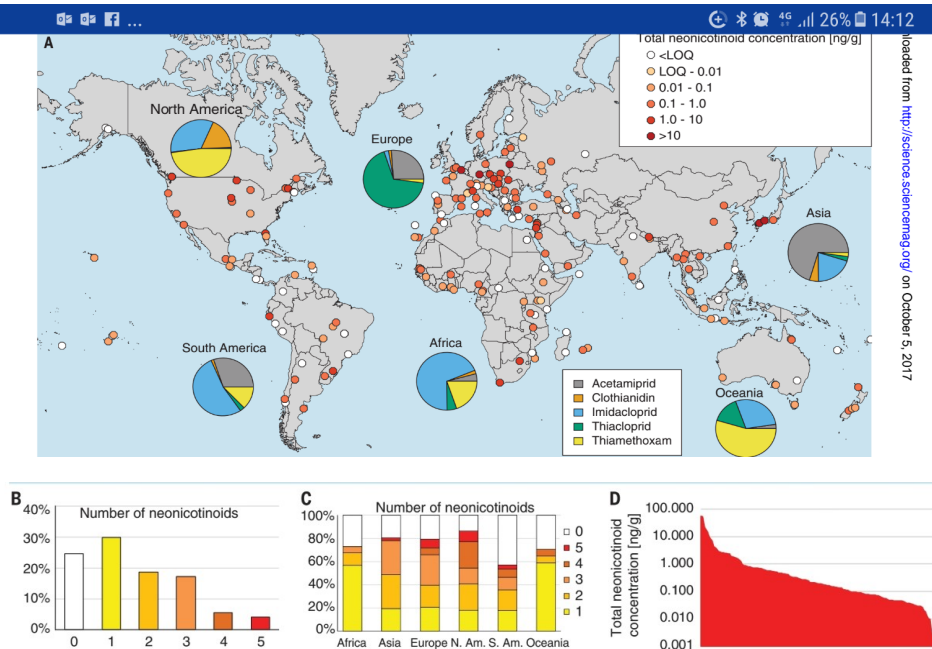 ... 4G 26% 14:12
A
Total neonicotinoid concentration [ng/g]
<LOQ
LOQ - 0.01
0.01 - 0.1
0.1 - 1.0
1.0 - 10
>10
North America
Europe
Asia
South America
Africa
Oceania
Acetamiprid
Clothianidin
Imidacloprid
Thiacloprid
Thiamethoxam
nloaded from http://science.sciencemag.org/ on October 5, 2017
B
Number of neonicotinoids
40%
30%
20%
10%
0%
0 1 2 3 4 5
C
Number of neonicotinoids
100%
80%
60%
40%
20%
0%
0
5
4
3
2
1
Africa Asia Europe N. Am. S. Am. Oceania
D
Total neonicotinoid
concentration [ng/g]
100.000
10.000
1.000
0.100
0.010
0.001